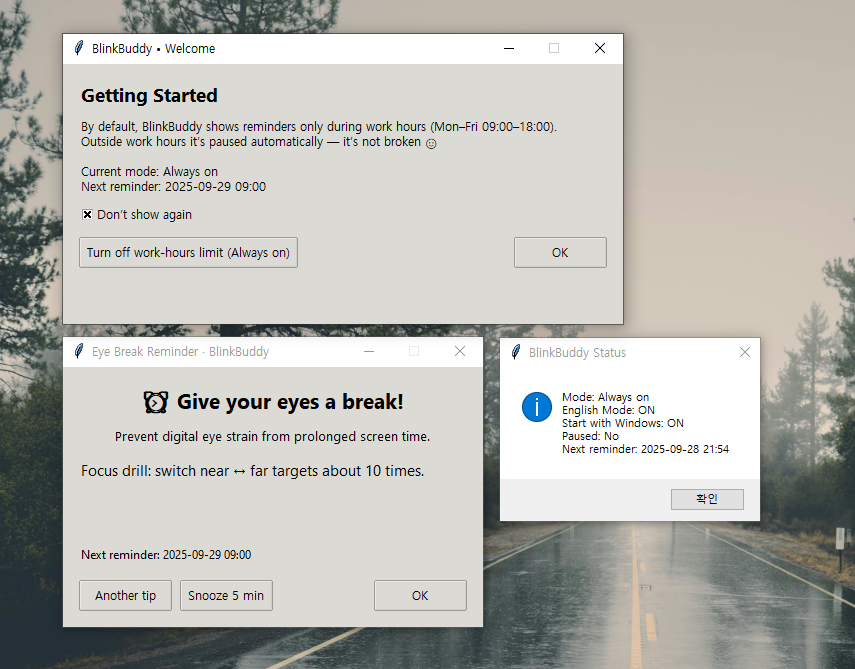 BlinkBuddy • Welcome
Getting Started
By default, BlinkBuddy shows reminders only during work hours (Mon–Fri 09:00–18:00).
Outside work hours it's paused automatically — it's not broken ☺
Current mode: Always on
Next reminder: 2025-09-29 09:00
Don't show again
Turn off work-hours limit (Always on)
OK
Eye Break Reminder · BlinkBuddy
⏰ Give your eyes a break!
Prevent digital eye strain from prolonged screen time.
Focus drill: switch near ↔ far targets about 10 times.
Next reminder: 2025-09-29 09:00
Another tip
Snooze 5 min
OK
BlinkBuddy Status
Mode: Always on
English Mode: ON
Start with Windows: ON
Paused: No
Next reminder: 2025-09-28 21:54
확인